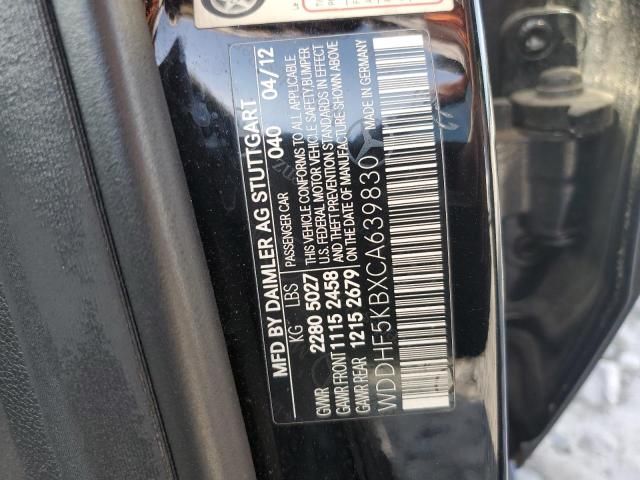 MFD BY DAIMLER AG STUTTGART
040 04/12
KG LBS PASSENGER CAR
GVWR 2280 5027
GAWR FRONT 1115 2458
GAWR REAR 1215 2679
THIS VEHICLE CONFORMS TO ALL APPLICABLE
U.S. FEDERAL MOTOR VEHICLE SAFETY, BUMPER
AND THEFT PREVENTION STANDARDS IN EFFECT
ON THE DATE OF MANUFACTURE SHOWN ABOVE
MADE IN GERMANY
WDDHF5KBXCA639830